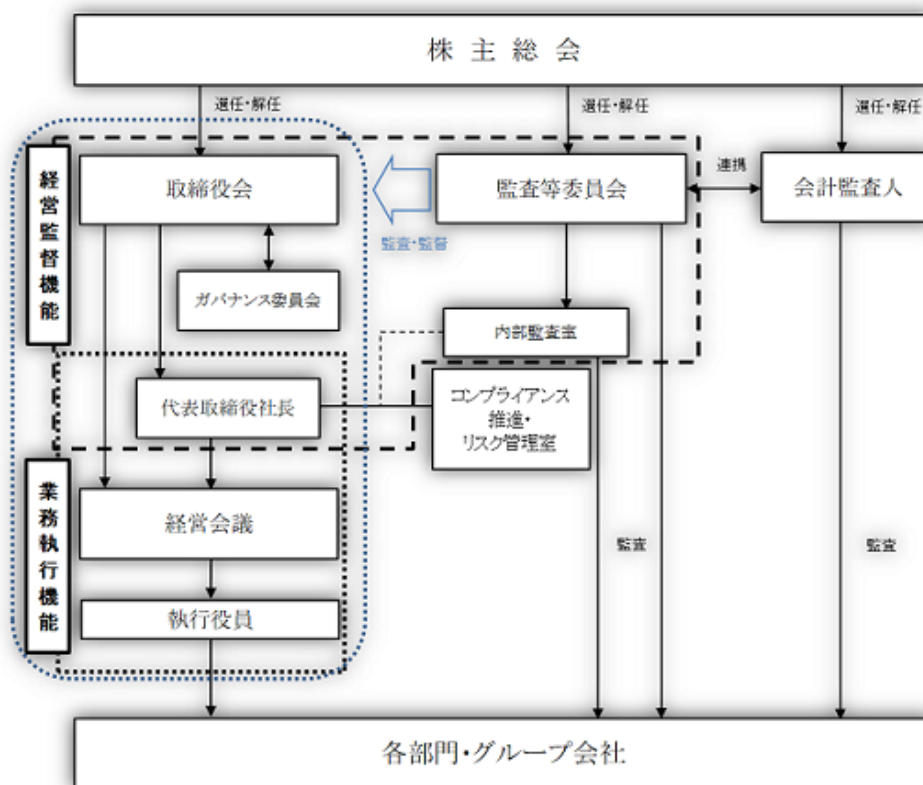 株主総会
選任・解任
選任・解任
選任・解任
経営監督機能
取締役会
監査等委員会
連携
会計監査人
監査・監督
ガバナンス委員会
内部監査室
代表取締役社長
コンプライアンス
推進・
リスク管理室
業務執行機能
経営会議
監査
監査
執行役員
各部門・グループ会社